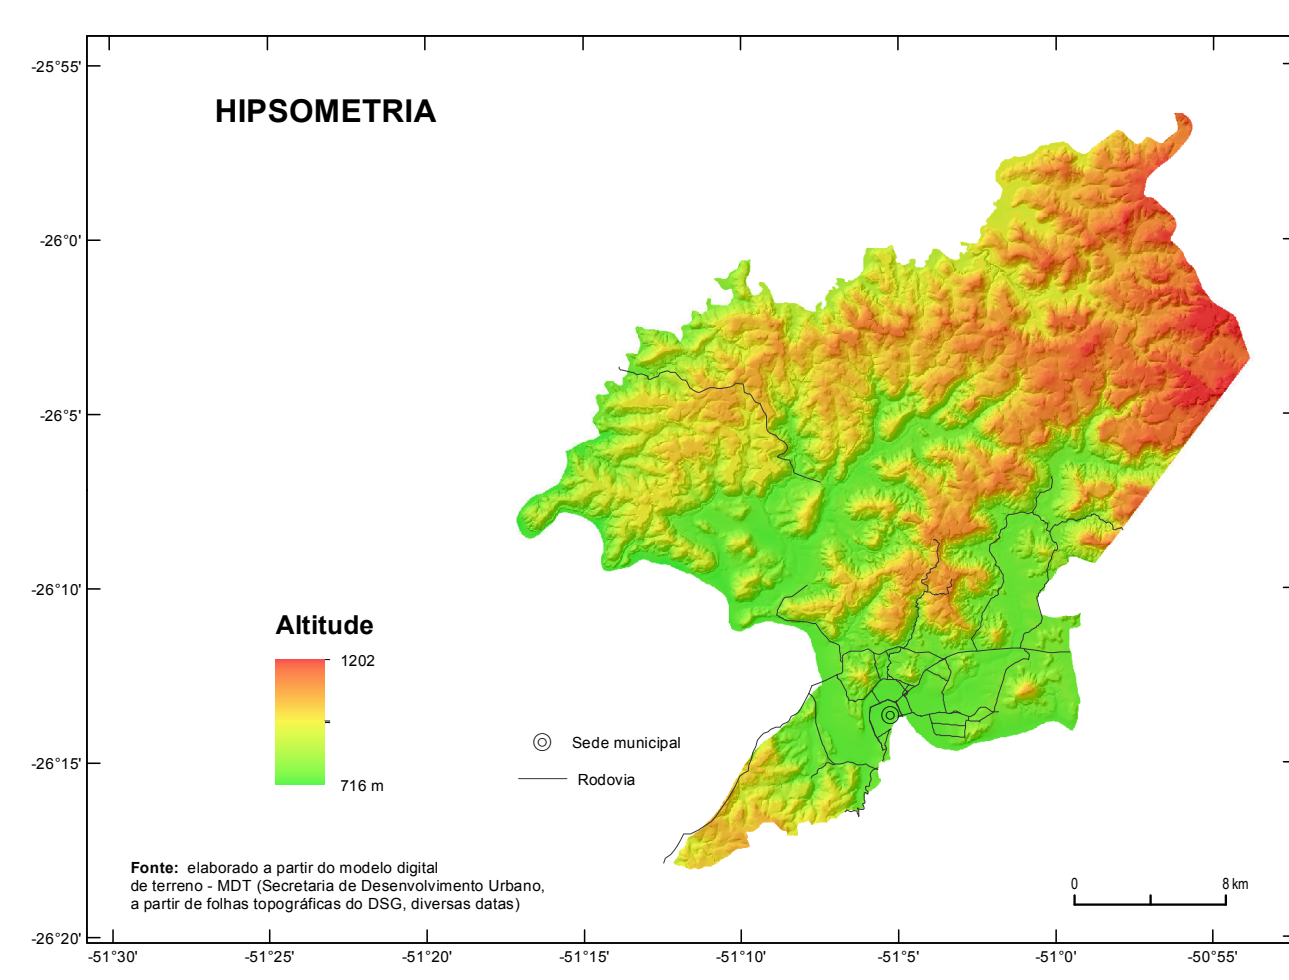 HIPSOMETRIA
-25°55'
-26°0'
-26°5'
-26°10'
-26°15'
-26°20'
Altitude
1202
716 m
Sede municipal
Rodovia
Fonte: elaborado a partir do modelo digital
de terreno - MDT (Secretaria de Desenvolvimento Urbano,
a partir de folhas topográficas do DSG, diversas datas)
0 8 km
-51°30' -51°25' -51°20' -51°15' -51°10' -51°5' -51°0' -50°55'